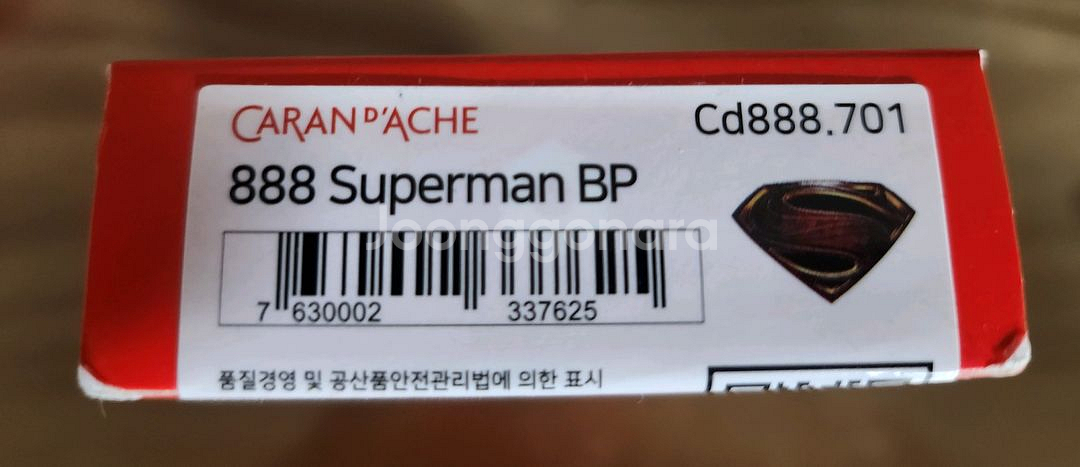 CARAN D'ACHE
Cd888.701
888 Superman BP
Joonggonara
7 630002 337625
품질경영 및 공산품안전관리법에 의한 표시